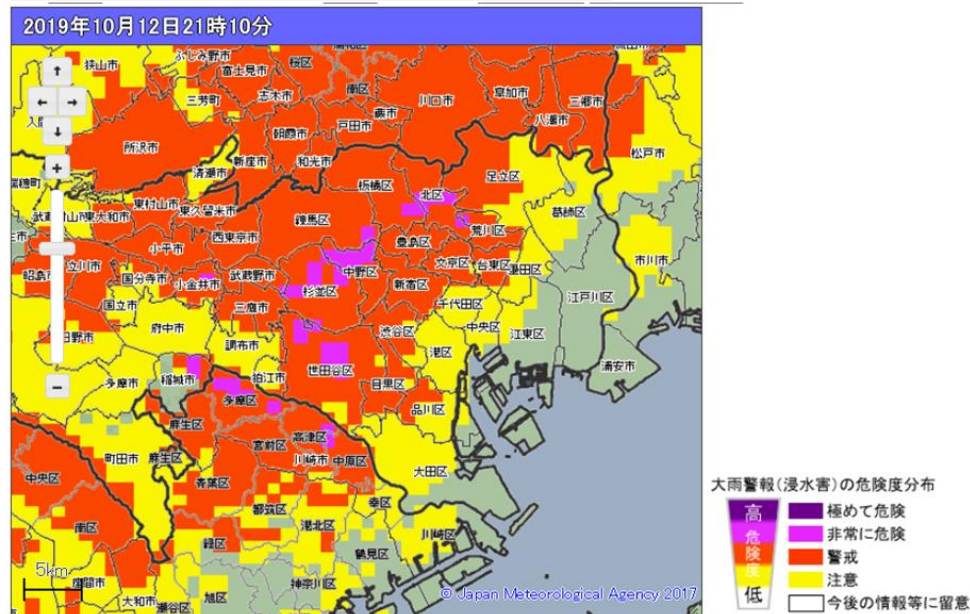 2019年10月12日21時10分
狭山市
ふじみ野市
富士見市
桜区
南区
三芳町
志木市
川口市
草加市
三郷市
蕨市
戸田市
八潮市
朝霞市
所沢市
新座市
和光市
松戸市
清瀬市
板橋区
足立区
北区
東村山市
東大和市
東久留米市
練馬区
葛飾区
荒川区
西東京市
小平市
豊島区
中野区
文京区
台東区
墨田区
市川市
昭島市
立川市
国分寺市
小金井市
武蔵野市
杉並区
新宿区
江戸川区
国立市
三鷹市
千代田区
府中市
中央区
江東区
渋谷区
日野市
調布市
港区
浦安市
世田谷区
多摩市
稲城市
狛江市
目黒区
多摩区
品川区
麻生区
高津区
宮前区
町田市
麻生区
川崎市
中原区
大田区
中央区
青葉区
都筑区
幸区
港北区
川崎区
南区
緑区
鶴見区
5km
座間市
神奈川区
旭区
大和市
瀬谷区
© Japan Meteorological Agency 2017
大雨警報(浸水害)の危険度分布
高
危険度
低
極めて危険
非常に危険
警戒
注意
今後の情報等に留意